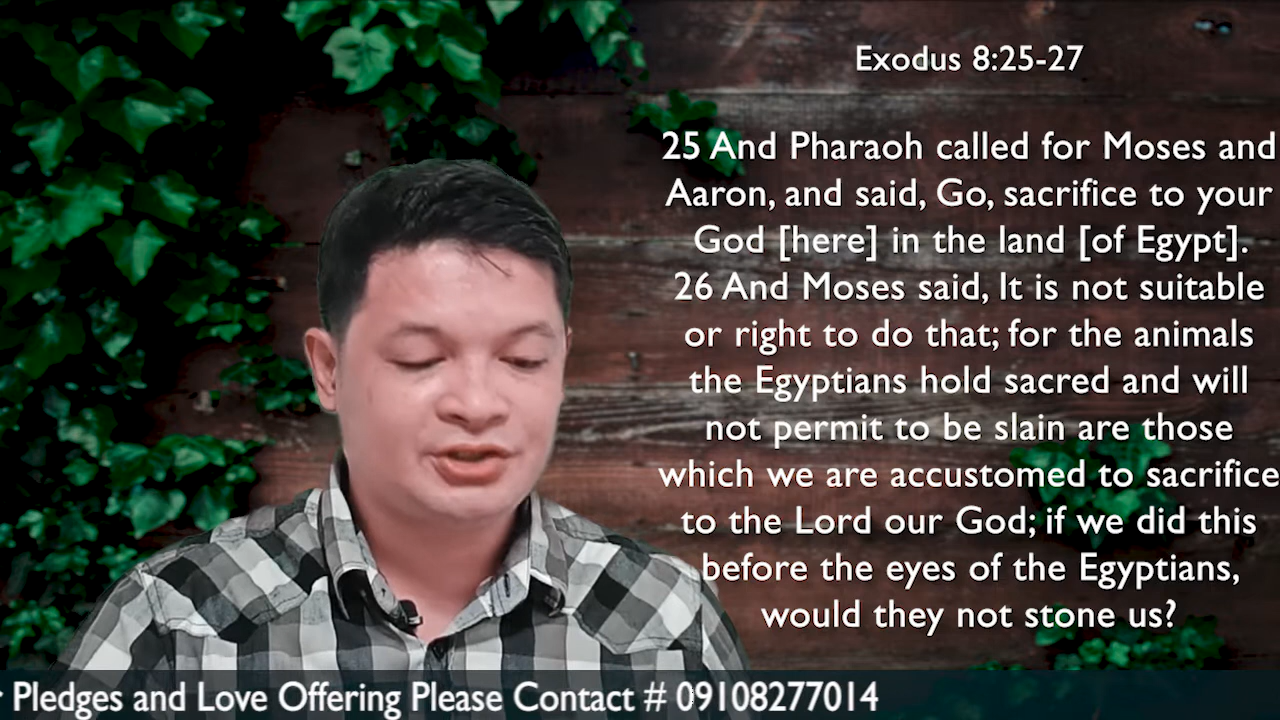 Exodus 8:25-27
25 And Pharaoh called for Moses and
Aaron, and said, Go, sacrifice to your
God [here] in the land [of Egypt].
26 And Moses said, It is not suitable
or right to do that; for the animals
the Egyptians hold sacred and will
not permit to be slain are those
which we are accustomed to sacrifice
to the Lord our God; if we did this
before the eyes of the Egyptians,
would they not stone us?
Pledges and Love Offering Please Contact # 09108277014